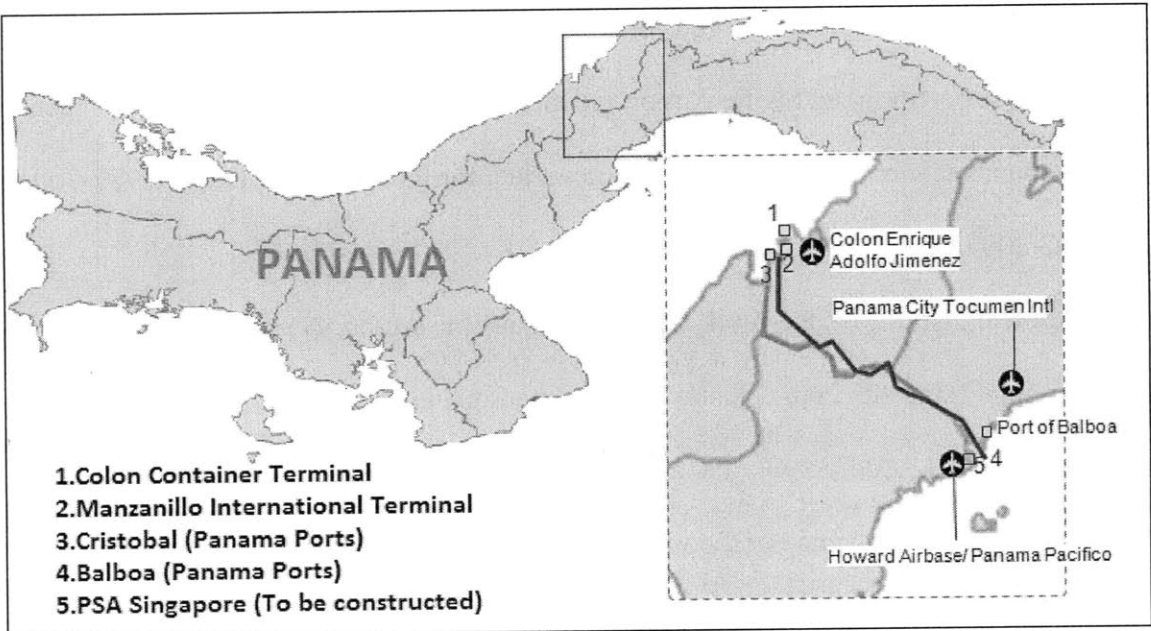 PANAMA
1
2
3
Colon Enrique
Adolfo Jimenez
Panama City Tocumen Intl
Port of Balboa
5
4
Howard Airbase/ Panama Pacifico
1.Colon Container Terminal
2.Manzanillo International Terminal
3.Cristobal (Panama Ports)
4.Balboa (Panama Ports)
5.PSA Singapore (To be constructed)